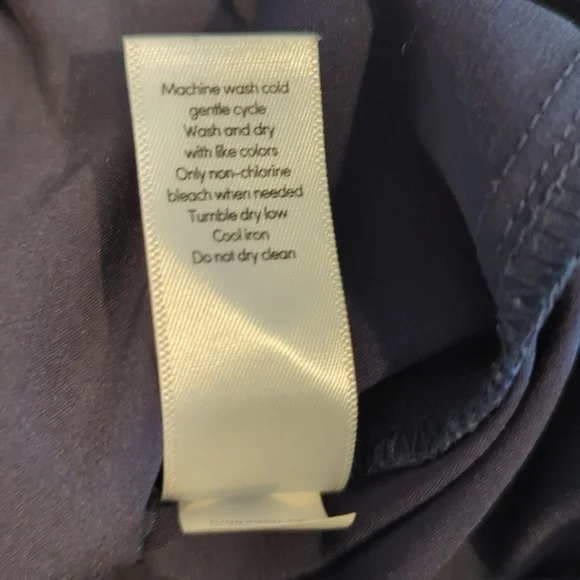 Machine wash cold
gentle cycle
Wash and dry
with like colors
Only non-chlorine
bleach when needed
Tumble dry low
Cool iron
Do not dry clean